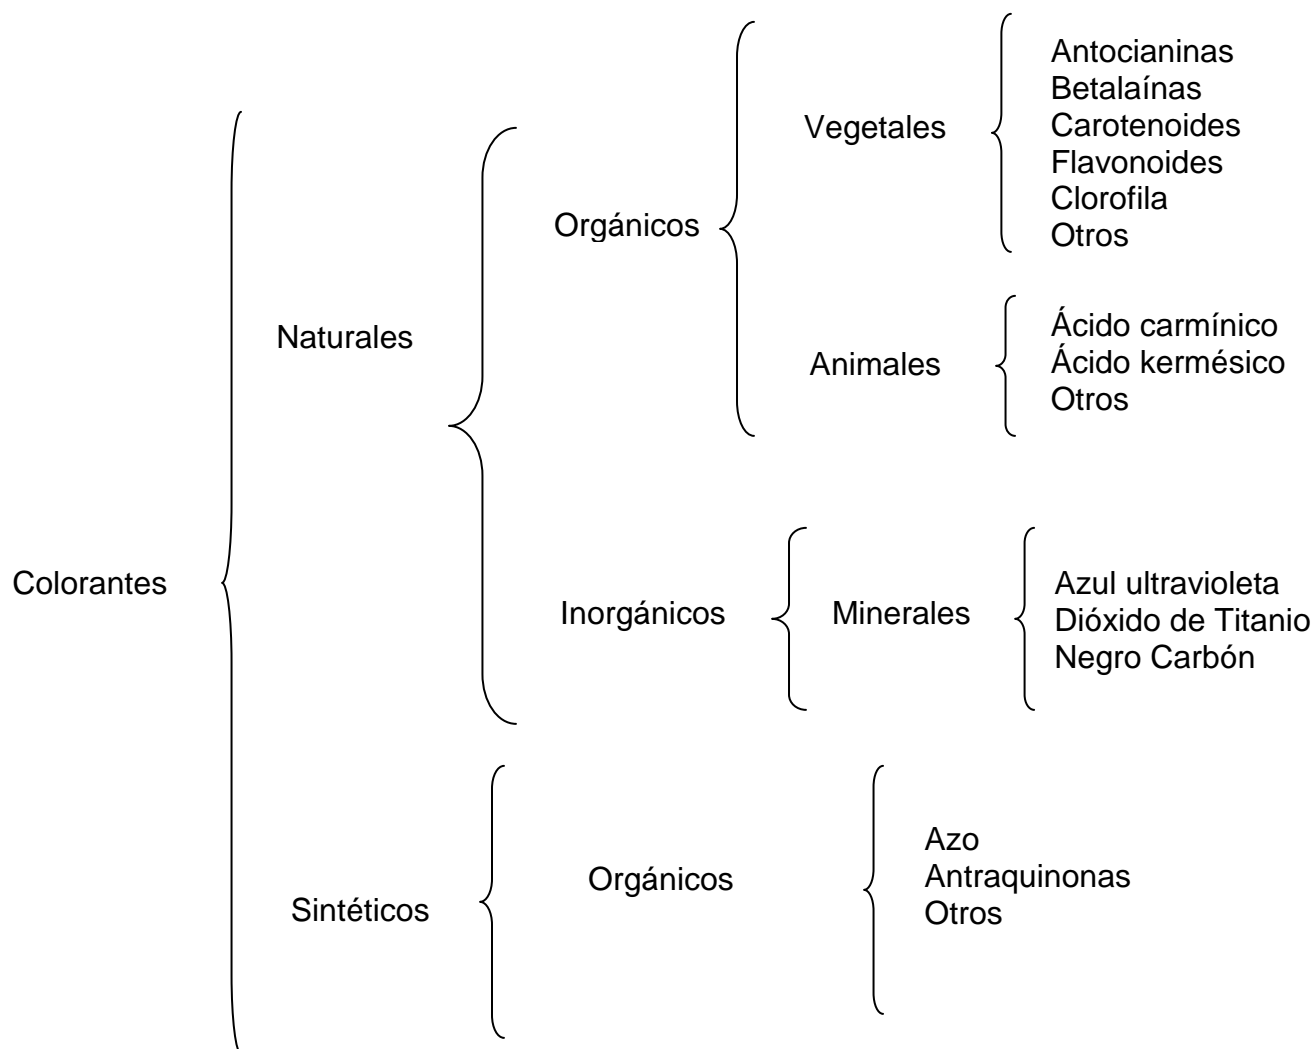 Colorantes
Naturales
Orgánicos
Vegetales
Antocianinas
Betalaínas
Carotenoides
Flavonoides
Clorofila
Otros
Animales
Ácido carmínico
Ácido kermésico
Otros
Inorgánicos
Minerales
Azul ultravioleta
Dióxido de Titanio
Negro Carbón
Sintéticos
Orgánicos
Azo
Antraquinonas
Otros